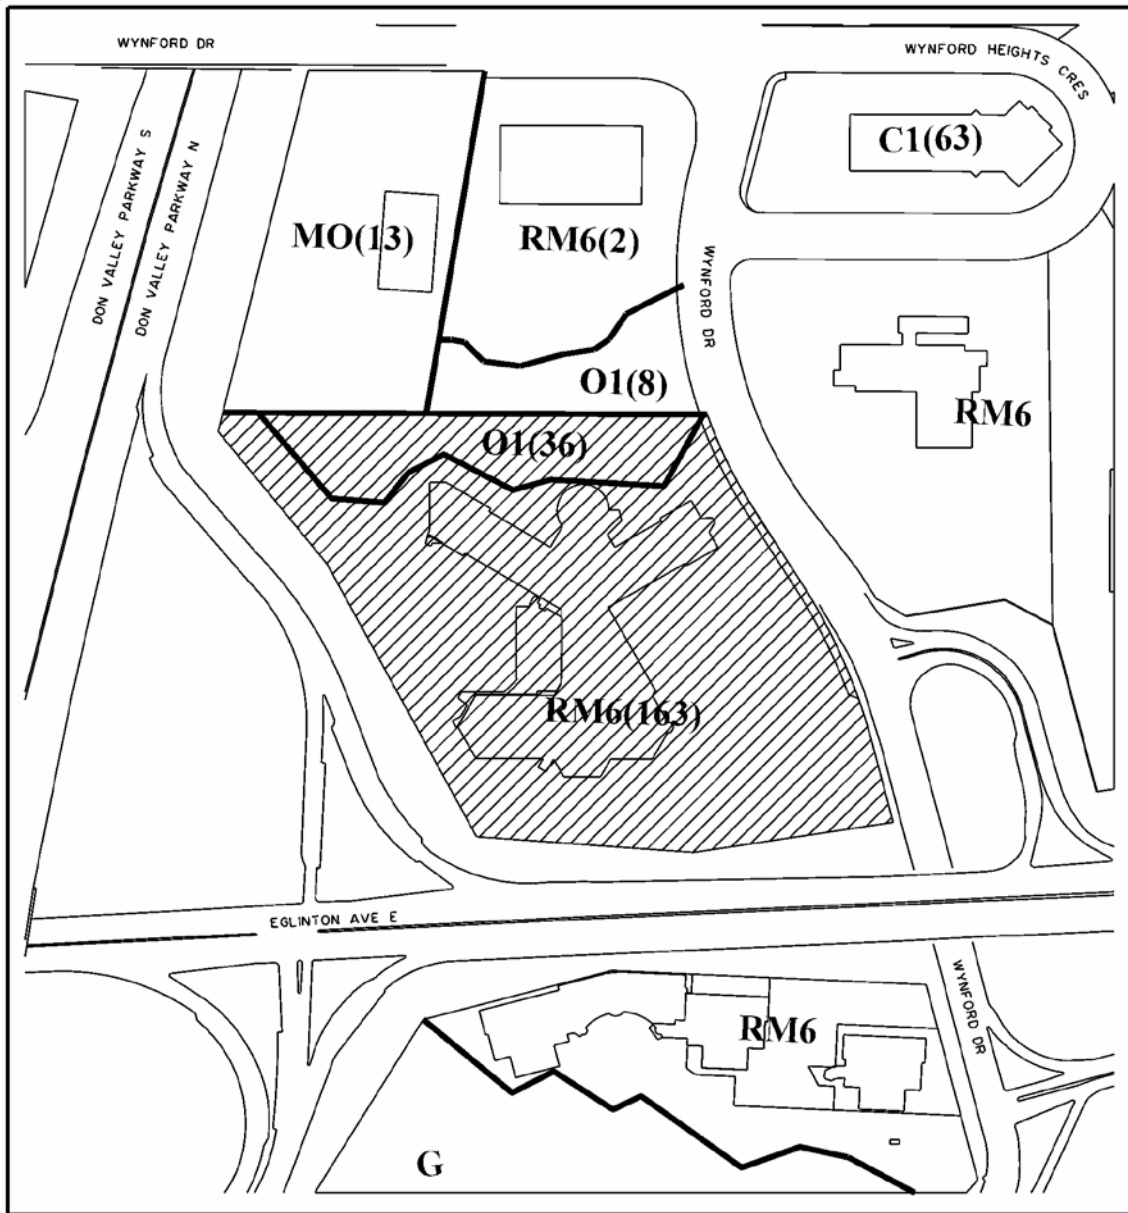 WYNFORD DR
WYNFORD HEIGHTS CRES
DON VALLEY PARKWAY S
DON VALLEY PARKWAY N
C1(63)
MO(13)
RM6(2)
WYNFORD DR
O1(8)
RM6
O1(36)
RM6(163)
EGLINTON AVE E
WYNFORD DR
RM6
G